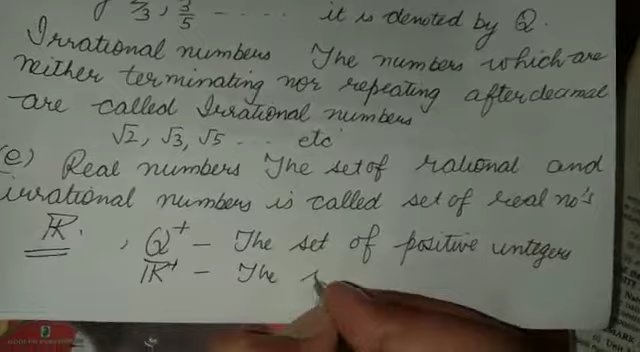 3/3, 3/5 ..... it is denoted by Q.
Irrational numbers The numbers which are
neither terminating nor repeating after decimal
are called Irrational numbers
√2, √3, √5 ... etc
(e) Real numbers The set of rational and
irrational numbers is called set of real no's
R. , Q+ - The set of positive untegers
R+ - The